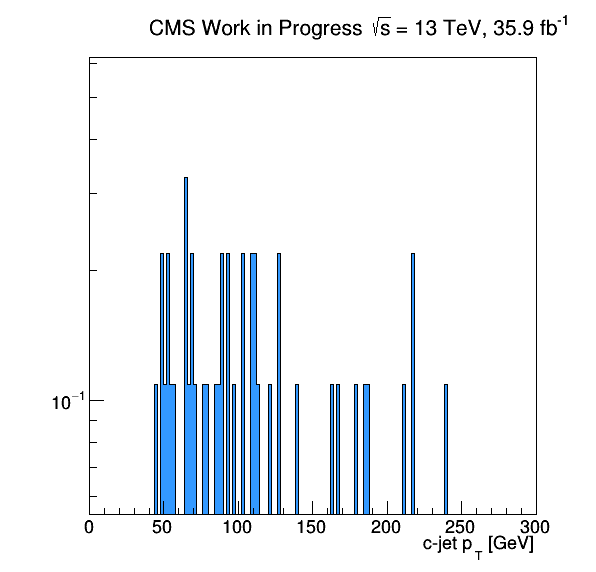 CMS Work in Progress √s = 13 TeV, 35.9 fb⁻¹
10⁻¹
0 50 100 150 200 250 300
c-jet p_T [GeV]